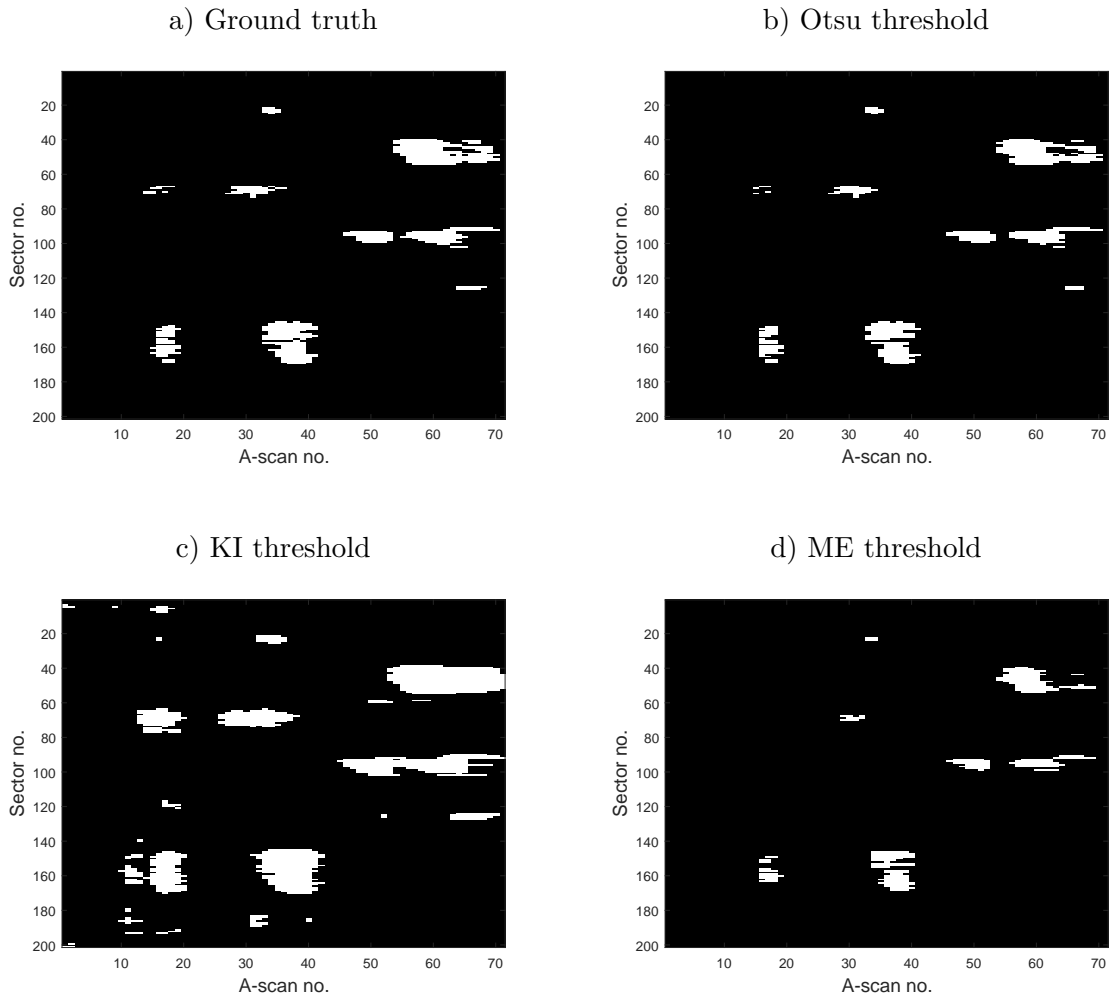 a) Ground truth
b) Otsu threshold
20
40
60
80
100
120
140
160
180
200
Sector no.
10 20 30 40 50 60 70
A-scan no.
20
40
60
80
100
120
140
160
180
200
Sector no.
10 20 30 40 50 60 70
A-scan no.
c) KI threshold
d) ME threshold
20
40
60
80
100
120
140
160
180
200
Sector no.
10 20 30 40 50 60 70
A-scan no.
20
40
60
80
100
120
140
160
180
200
Sector no.
10 20 30 40 50 60 70
A-scan no.